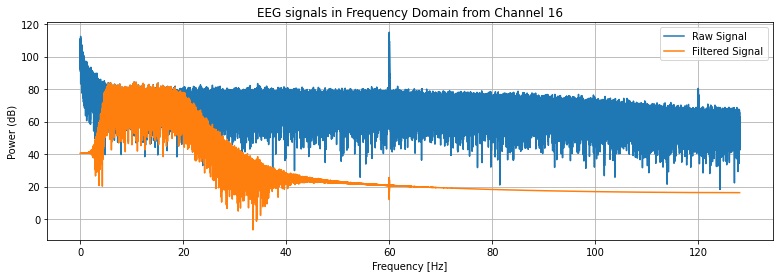 EEG signals in Frequency Domain from Channel 16
Raw Signal
Filtered Signal
Power (dB)
120
100
80
60
40
20
0
0 20 40 60 80 100 120
Frequency [Hz]